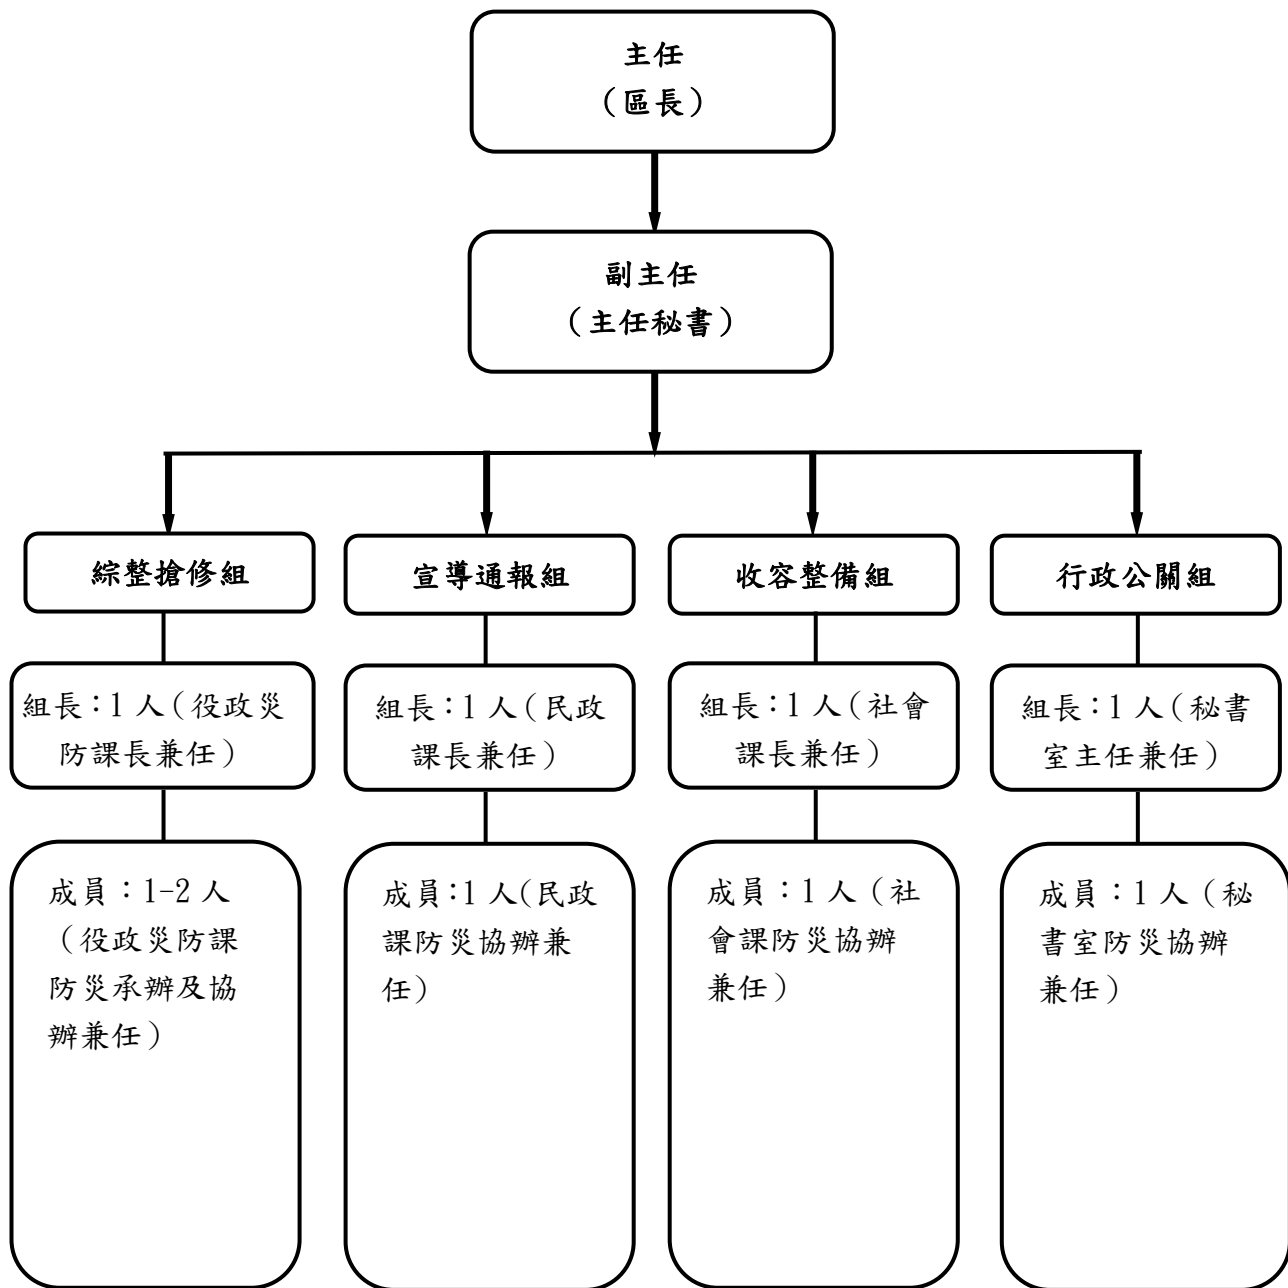 主任
（區長）
副主任
（主任秘書）
綜整搶修組
宣導通報組
收容整備組
行政公關組
組長：1 人（役政災
防課長兼任）
組長：1 人（民政
課長兼任）
組長：1 人（社會
課長兼任）
組長：1 人（秘書
室主任兼任）
成員：1-2 人
（役政災防課
防災承辦及協
辦兼任）
成員：1 人（民政
課防災協辦兼
任）
成員：1 人（社
會課防災協辦
兼任）
成員：1 人（秘
書室防災協辦
兼任）